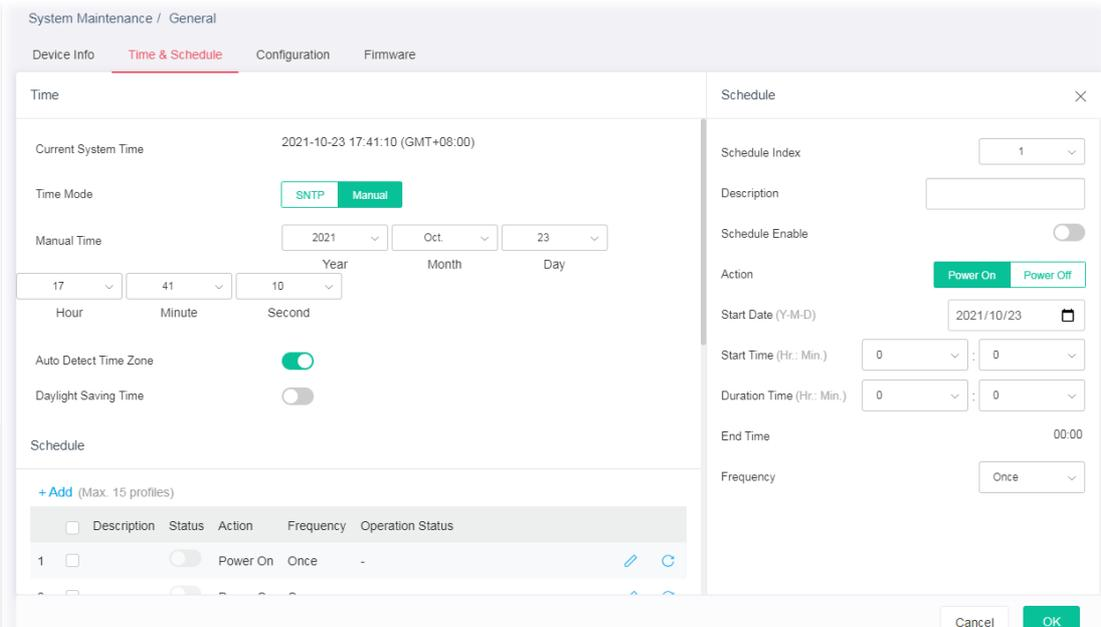 System Maintenance / General
Device Info Time & Schedule Configuration Firmware
Time
Current System Time 2021-10-23 17:41:10 (GMT+08:00)
Time Mode SNTP Manual
Manual Time 2021 Oct. 23
Year Month Day
17 41 10
Hour Minute Second
Auto Detect Time Zone
Daylight Saving Time
Schedule
+Add (Max. 15 profiles)
Description Status Action Frequency Operation Status
1 Power On Once -
Schedule
Schedule Index 1
Description
Schedule Enable
Action Power On Power Off
Start Date (Y-M-D) 2021/10/23
Start Time (Hr.: Min.) 0 : 0
Duration Time (Hr.: Min.) 0 : 0
End Time 00:00
Frequency Once
Cancel OK